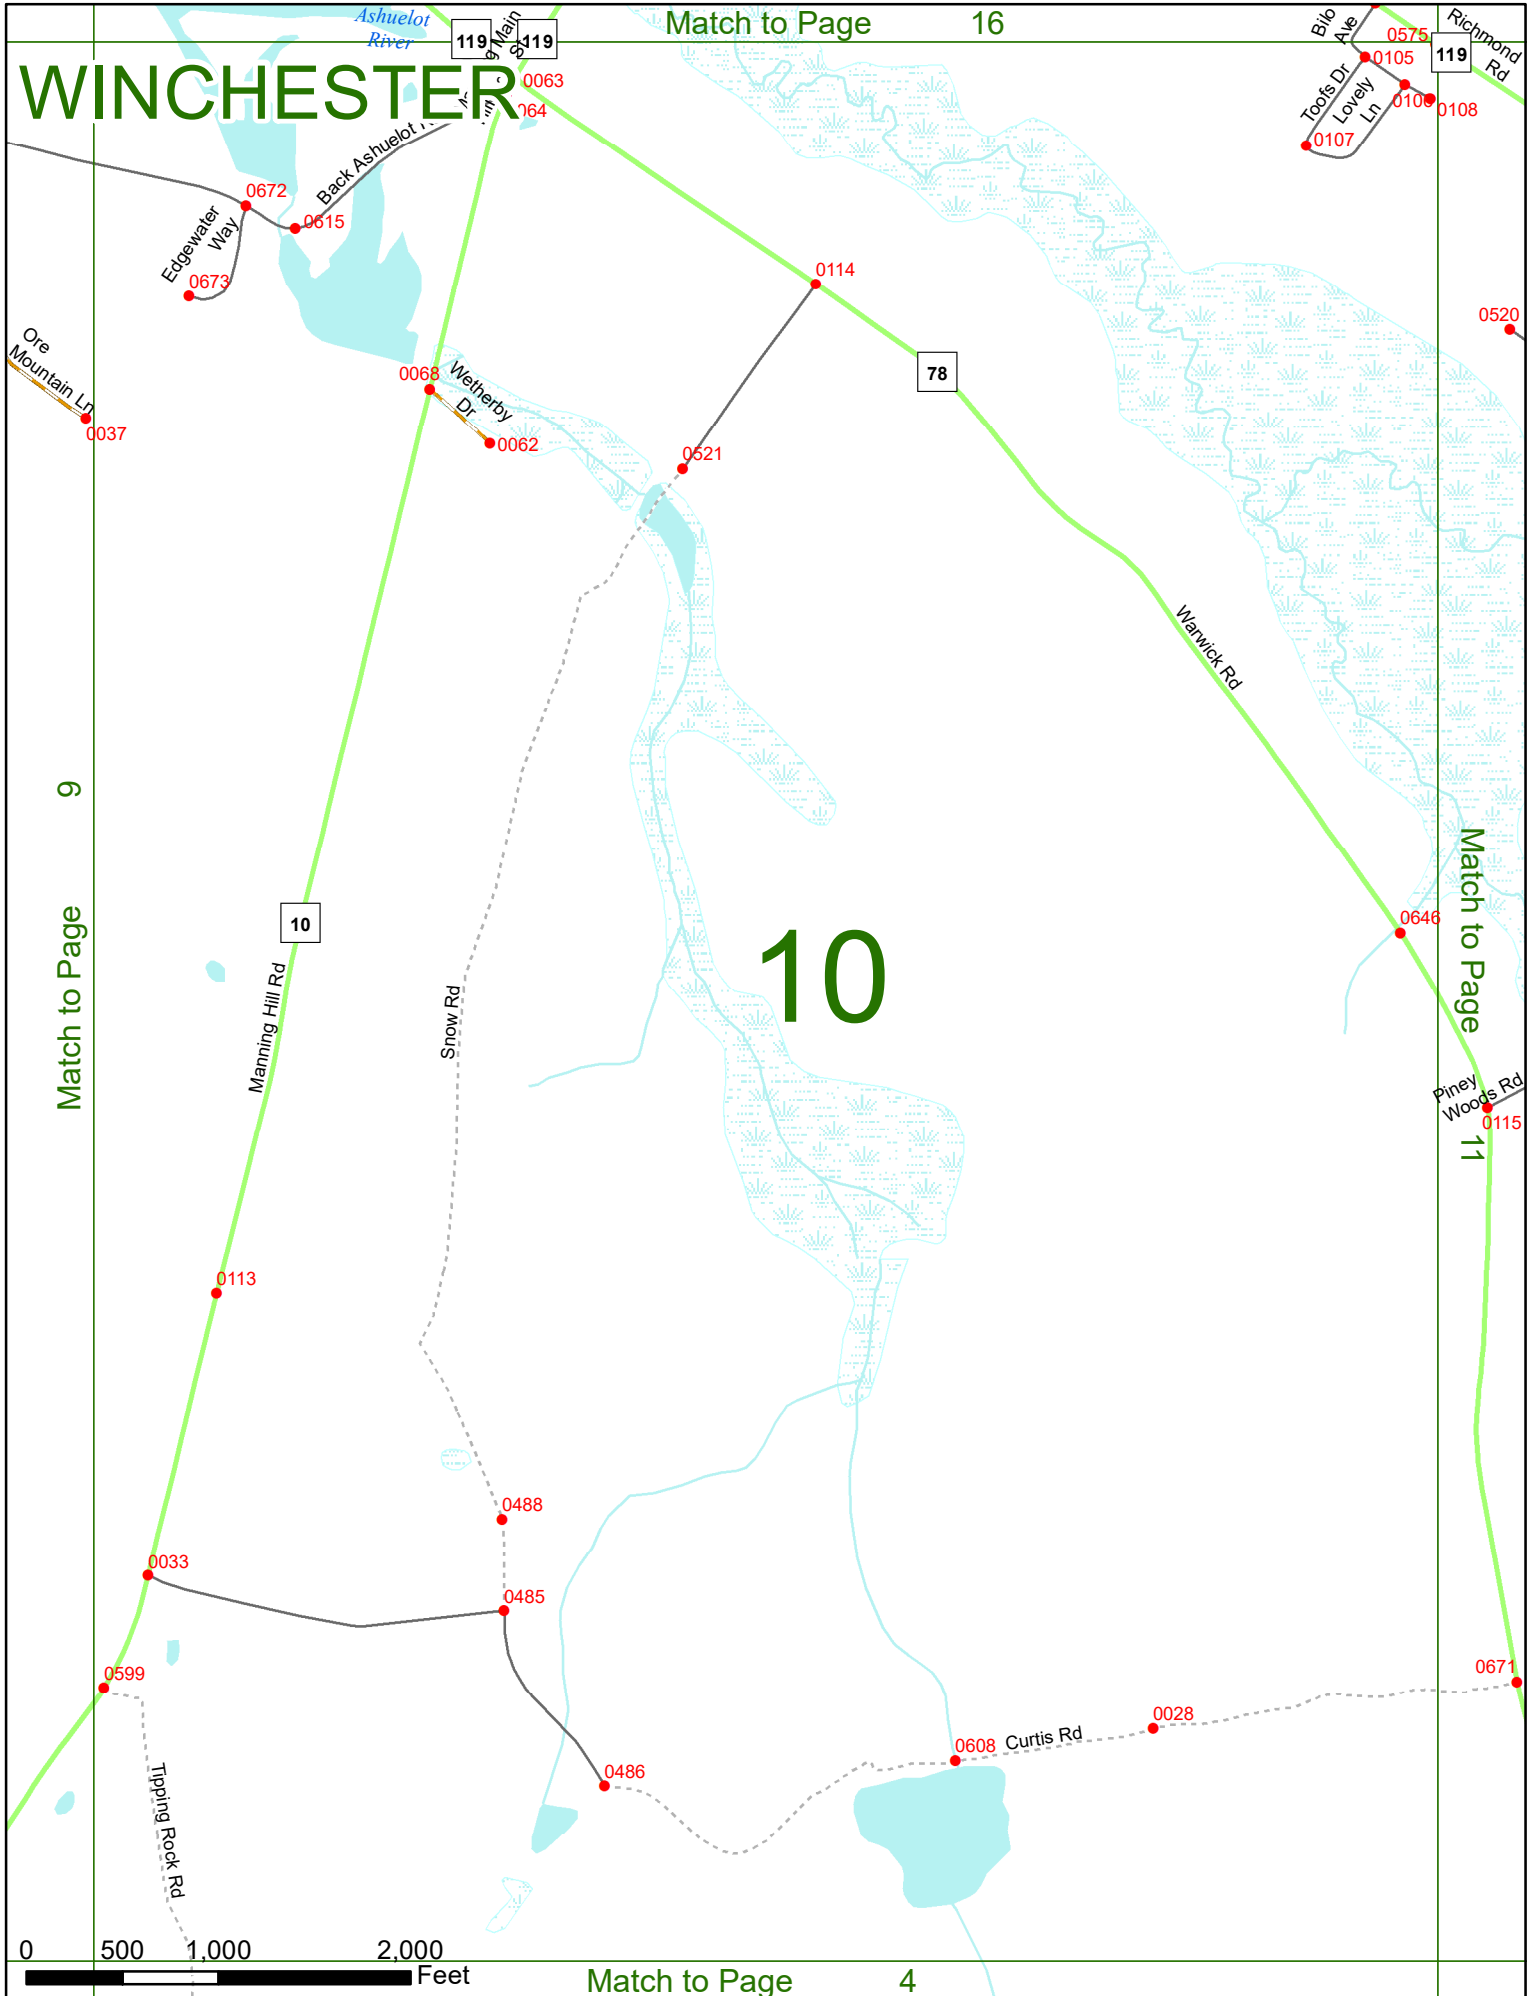 Ashuelot
River
119
119
Main
St
Match to Page 16
Bilo
Ave
0575
Richmond
Rd
119
WINCHESTER
0063
0105
Toofs Dr
Lovely
Ln
0108
0107
Back Ashuelot
0672
0615
Edgewater
Way
0673
0114
0520
Ore
Mountain Ln
0037
0068
Wetherby
Dr
0062
78
0521
Warwick Rd
9
Match to Page
10
Manning Hill Rd
Snow Rd
10
0646
Match to Page
11
Piney
Woods Rd
0115
0113
0488
0033
0485
0599
0671
0028
0608
Curtis Rd
0486
Tipping Rock Rd
0 500 1,000 2,000
Feet
Match to Page 4